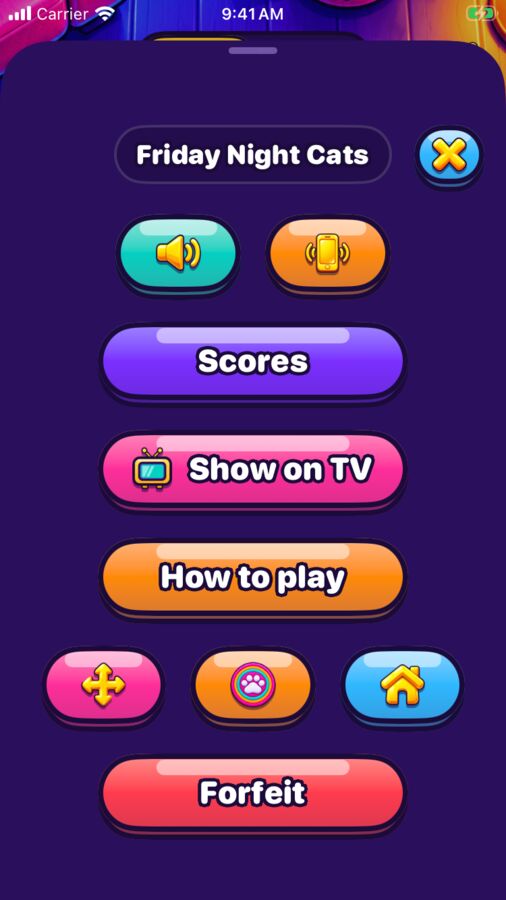 Carrier 9:41 AM
Friday Night Cats
Scores
Show on TV
How to play
Forfeit